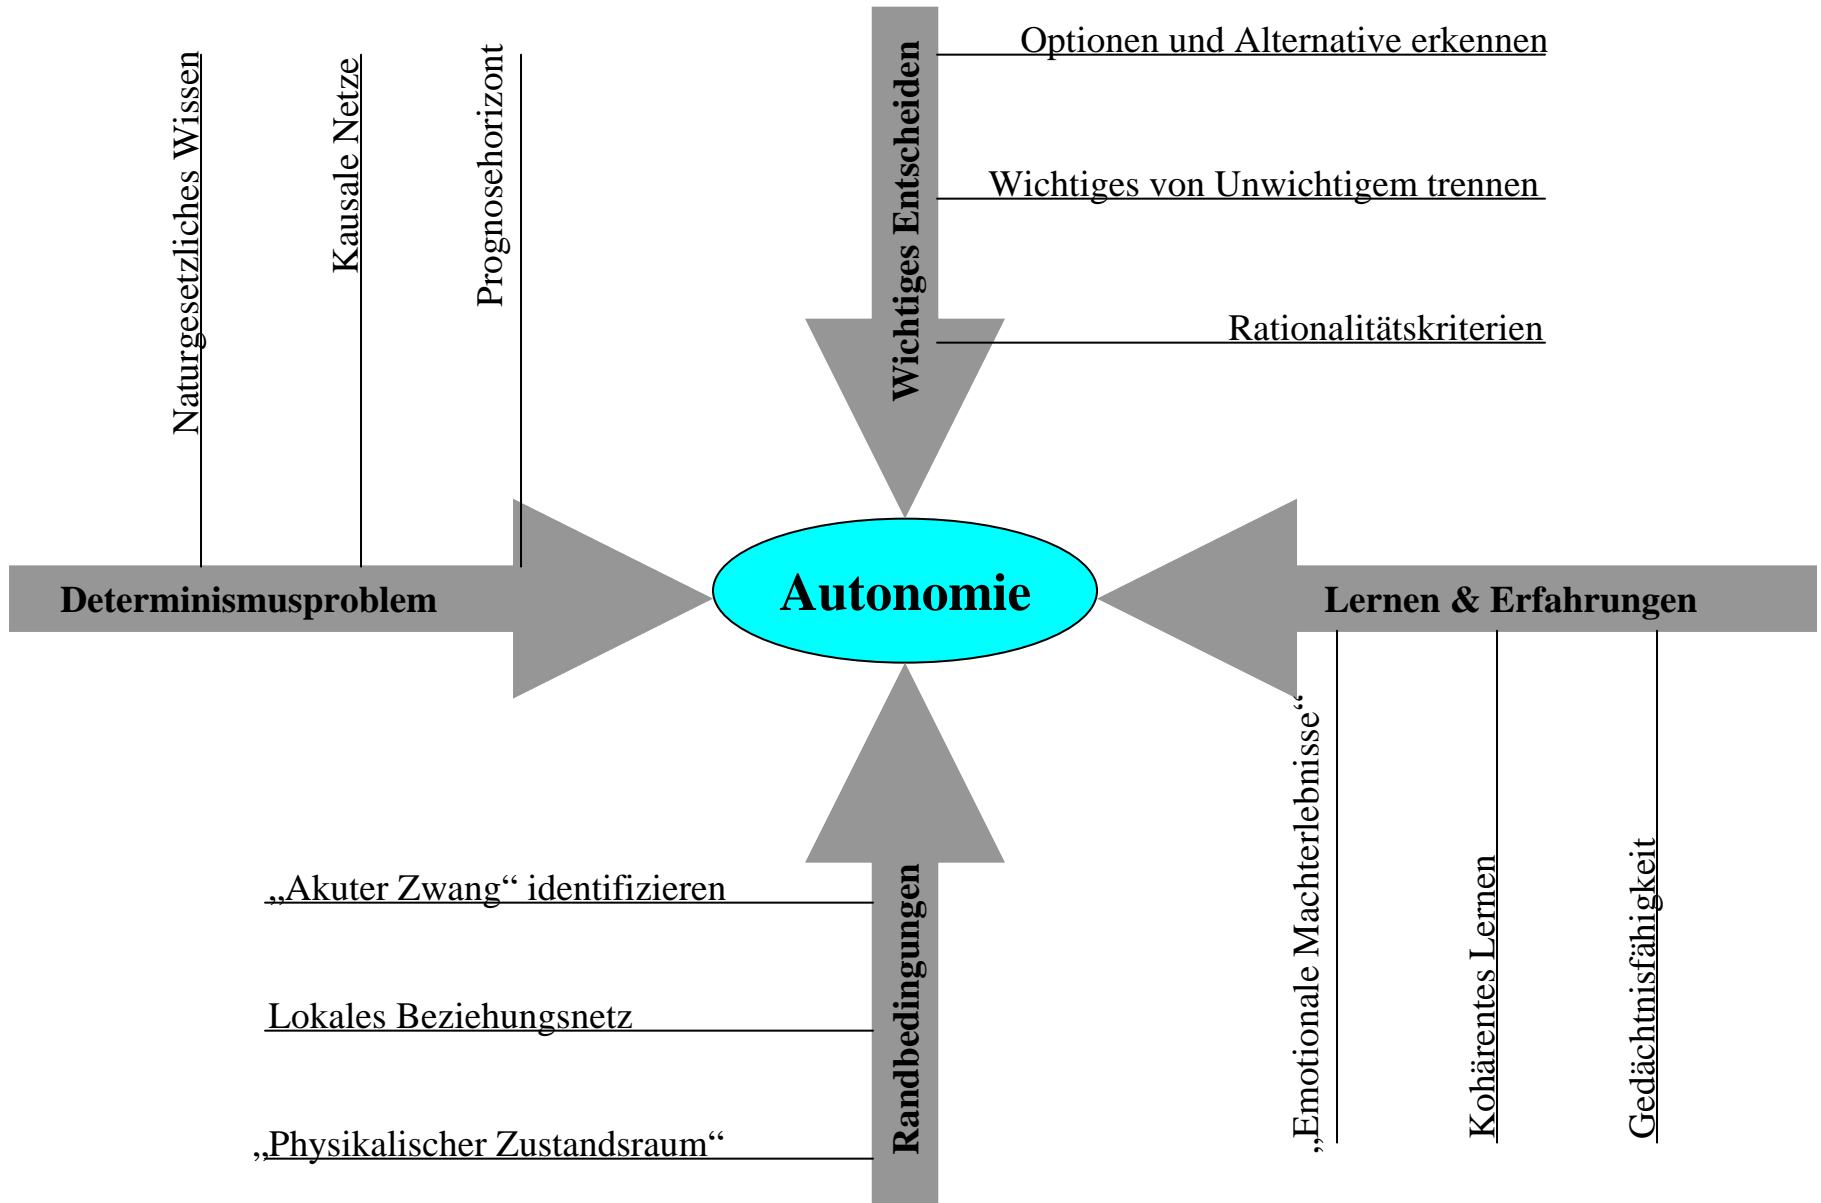 Optionen und Alternative erkennen
Wichtiges von Unwichtigem trennen
Rationalitätskriterien
Wichtiges Entscheiden
Naturgesetzliches Wissen
Kausale Netze
Prognosehorizont
Determinismusproblem
Autonomie
Lernen & Erfahrungen
„Emotionale Machterlebnisse“
Kohärentes Lernen
Gedächtnisfähigkeit
„Akuter Zwang“ identifizieren
Lokales Beziehungsnetz
„Physikalischer Zustandsraum“
Randbedingungen